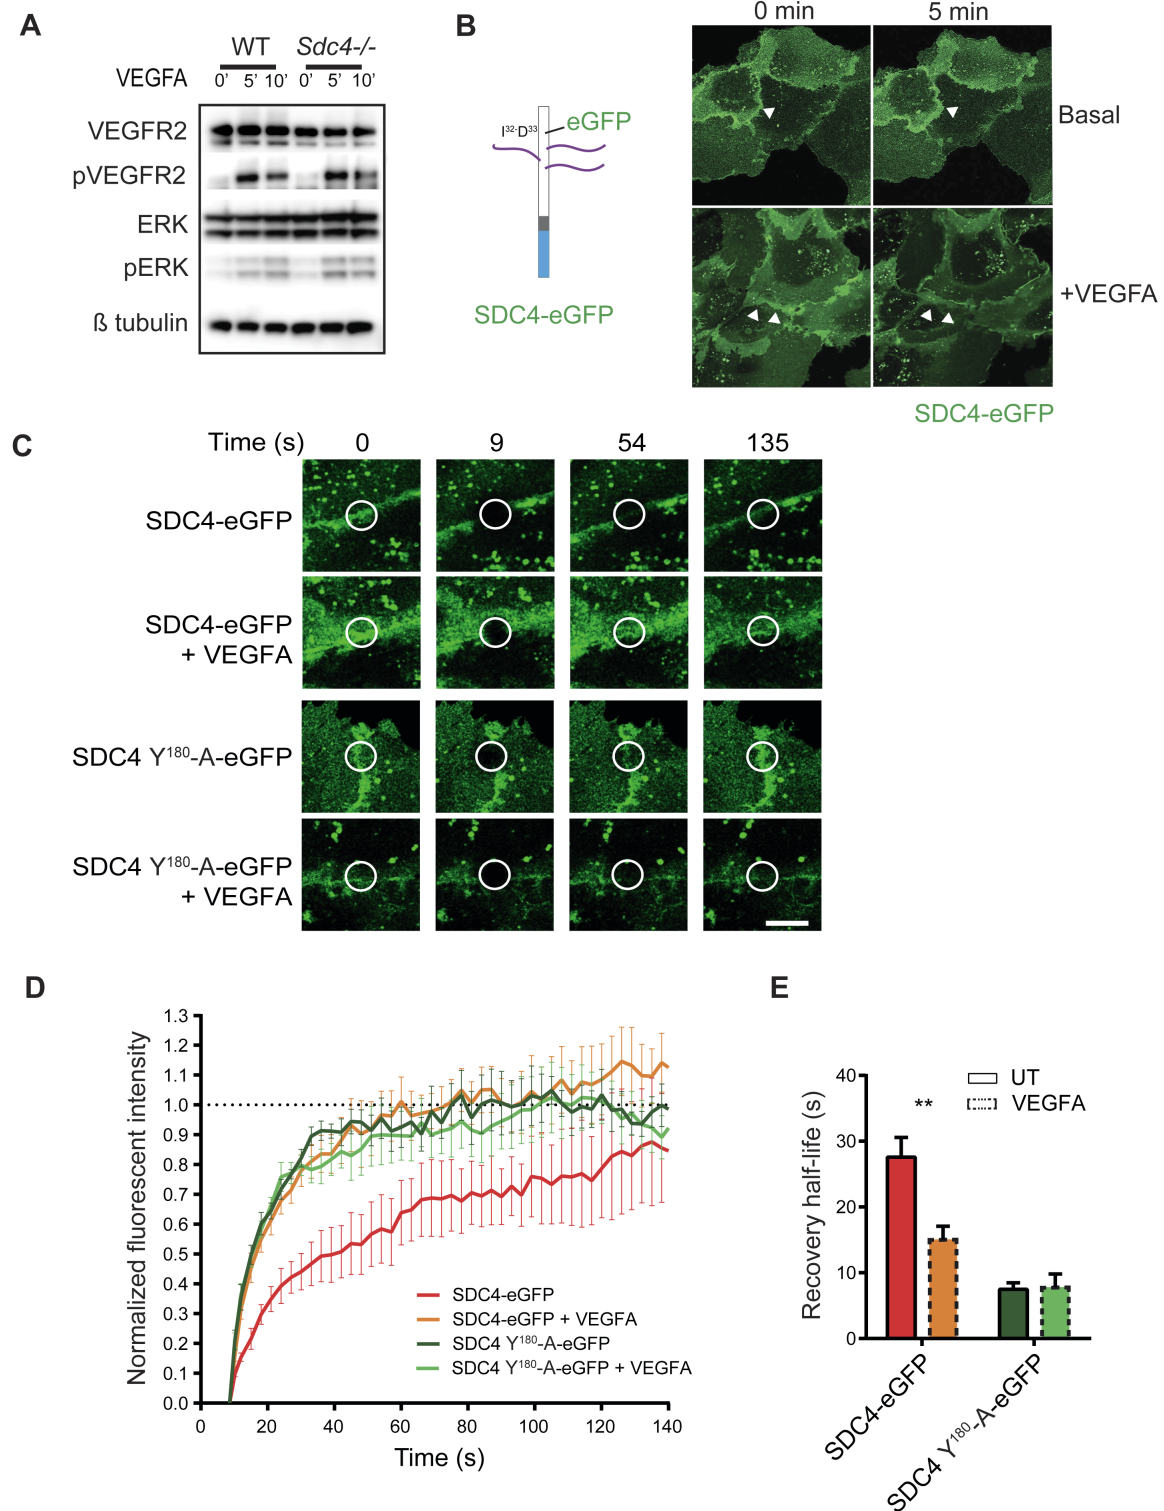 A
WT Sdc4-/-
VEGFA 0' 5' 10' 0' 5' 10'
VEGFR2
pVEGFR2
ERK
pERK
ß tubulin
B
I32-D33 eGFP
SDC4-eGFP
0 min 5 min
Basal
+VEGFA
SDC4-eGFP
C
Time (s) 0 9 54 135
SDC4-eGFP
SDC4-eGFP
+ VEGFA
SDC4 Y180-A-eGFP
SDC4 Y180-A-eGFP
+ VEGFA
D
Normalized fluorescent intensity
1.3
1.2
1.1
1.0
0.9
0.8
0.7
0.6
0.5
0.4
0.3
0.2
0.1
0.0
0 20 40 60 80 100 120 140
Time (s)
SDC4-eGFP
SDC4-eGFP + VEGFA
SDC4 Y180-A-eGFP
SDC4 Y180-A-eGFP + VEGFA
E
Recovery half-life (s)
40
30
20
10
0
**
UT
VEGFA
SDC4-eGFP
SDC4 Y180-A-eGFP